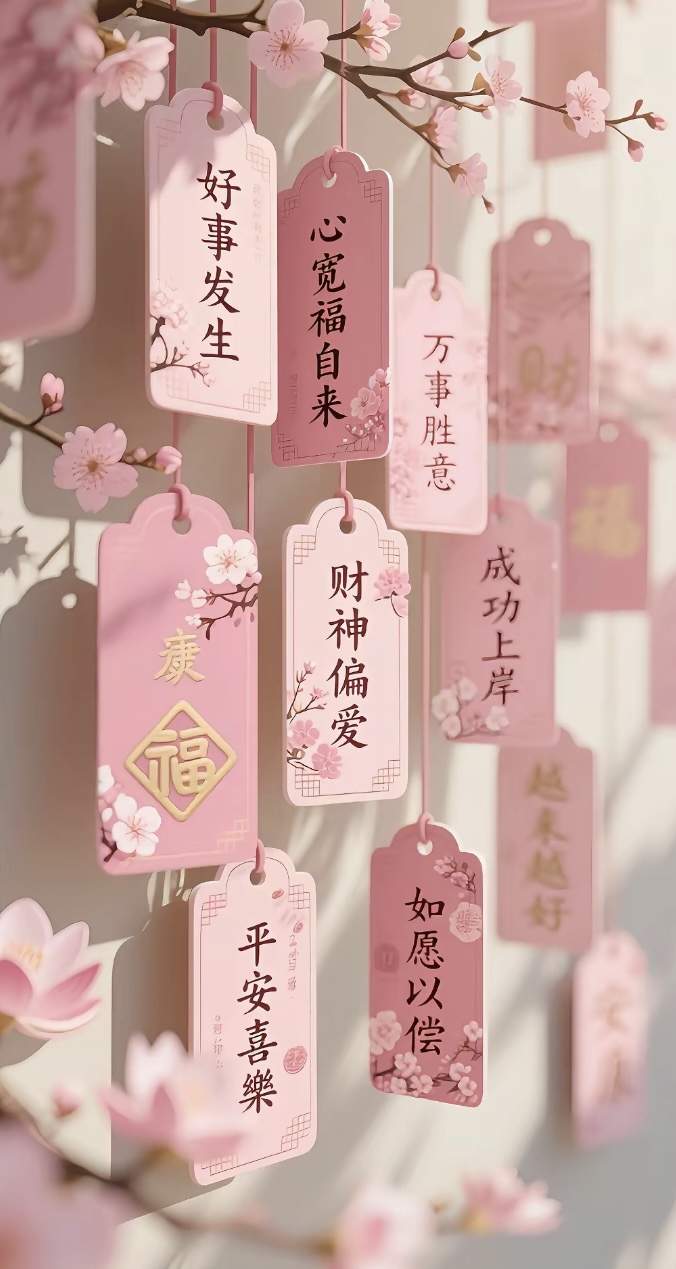 好事发生
心宽福自来
万事胜意
财
福
康
福
财神偏爱
成功上岸
越来越好
平安喜樂
如愿以偿